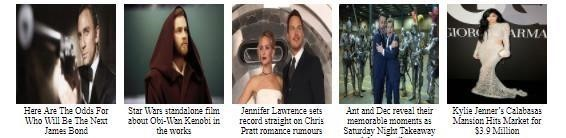 GIORGIO ARMA
Here Are The Odds For
Who Will Be The Next
James Bond
Star Wars standalone film
about Obi-Wan Kenobi in
the works
Jennifer Lawrence sets
record straight on Chris
Pratt romance rumours
Ant and Dec reveal their
memorable moments as
Saturday Night Takeaway
Kylie Jenner's Calabasas
Mansion Hits Market for
$3.9 Million